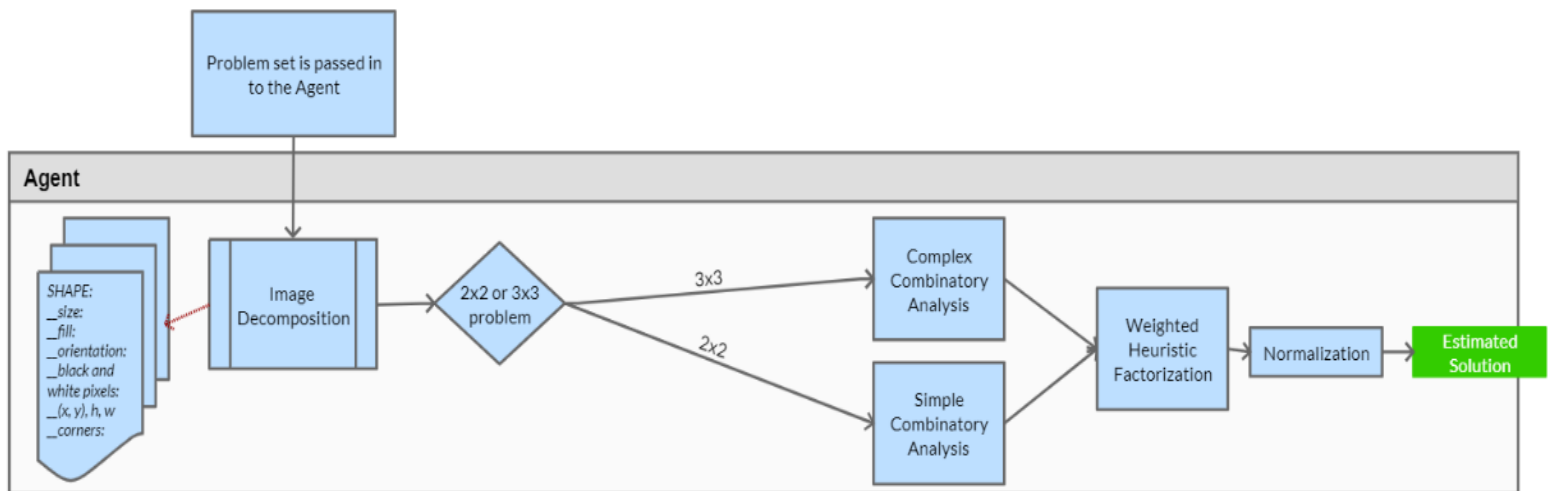 Problem set is passed in
to the Agent
Agent
SHAPE:
__size:
__fill:
__orientation:
__black and
white pixels:
__(x, y), h, w
__corners:
Image
Decomposition
2x2 or 3x3
problem
3x3
2x2
Complex
Combinatory
Analysis
Simple
Combinatory
Analysis
Weighted
Heuristic
Factorization
Normalization
Estimated
Solution